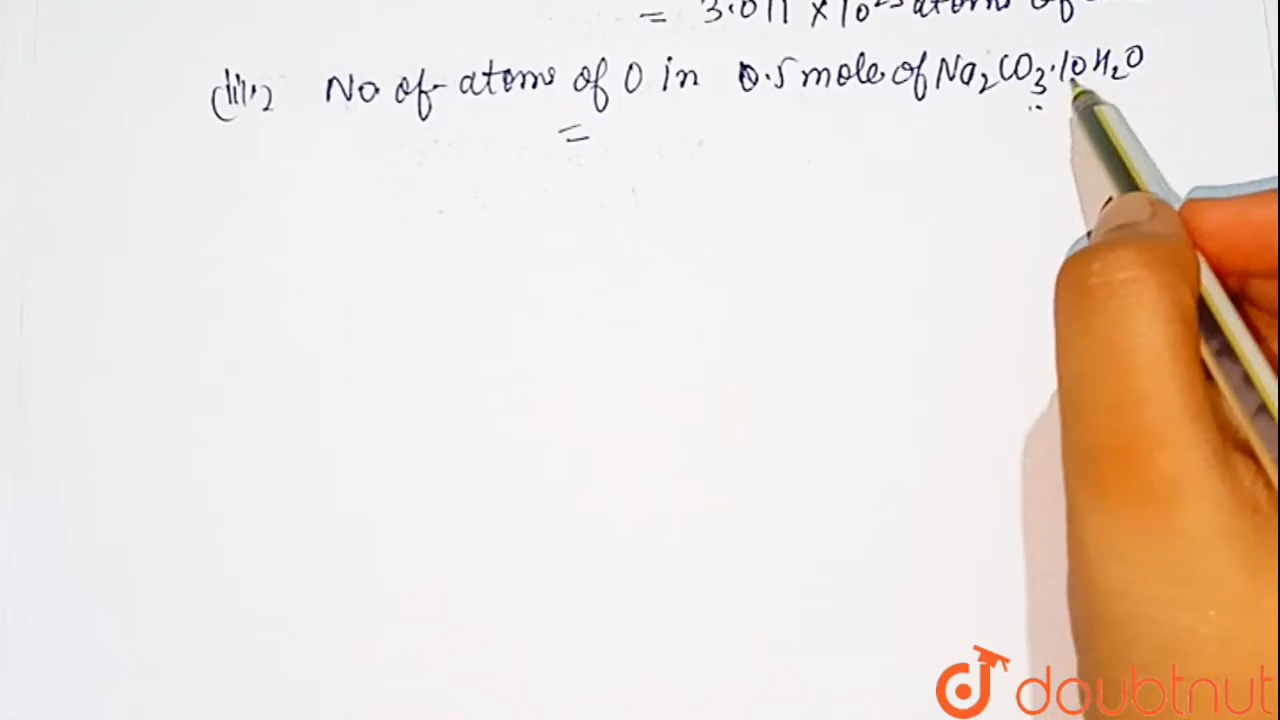 = 3.011 × 10²³ atoms of
(iii) No of atoms of O in 0.5 mole of Na₂CO₃·10H₂O
=
doubtnut